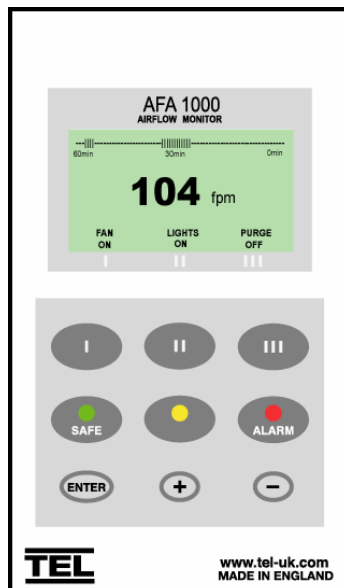 AFA 1000
AIRFLOW MONITOR
60min 30min 0min
104 fpm
FAN LIGHTS PURGE
ON ON OFF
I II III
I II III
SAFE ALARM
ENTER + −
TEL www.tel-uk.com
MADE IN ENGLAND